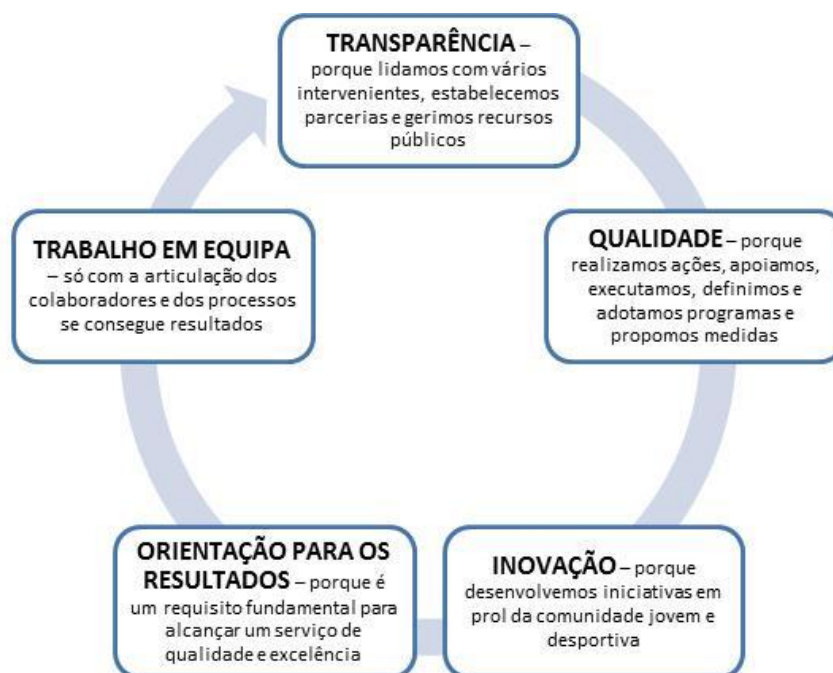 TRANSPARÊNCIA –
porque lidamos com vários
intervenientes, estabelecemos
parcerias e gerimos recursos
públicos
QUALIDADE – porque
realizamos ações, apoiamos,
executamos, definimos e
adotamos programas e
propomos medidas
INOVAÇÃO – porque
desenvolvemos iniciativas em
prol da comunidade jovem e
desportiva
ORIENTAÇÃO PARA OS
RESULTADOS – porque é
um requisito fundamental para
alcançar um serviço de
qualidade e excelência
TRABALHO EM EQUIPA
– só com a articulação dos
colaboradores e dos processos
se consegue resultados